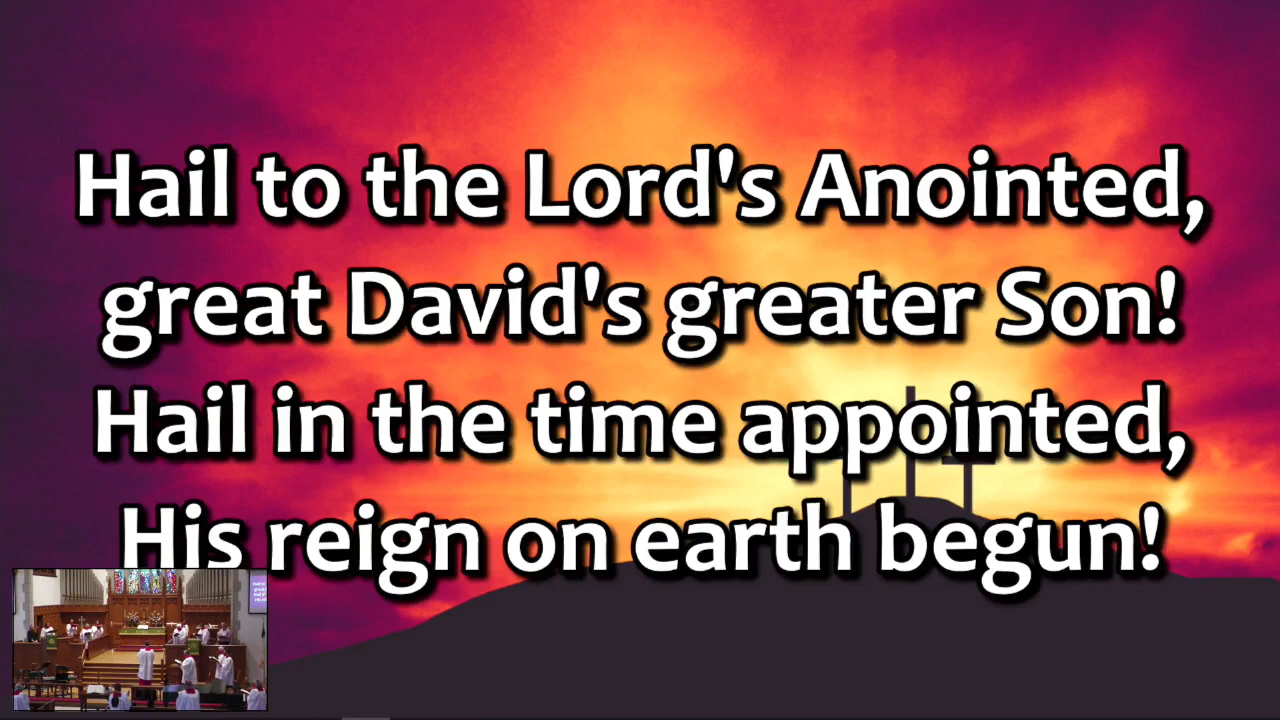 Hail to the Lord's Anointed,
great David's greater Son!
Hail in the time appointed,
His reign on earth begun!